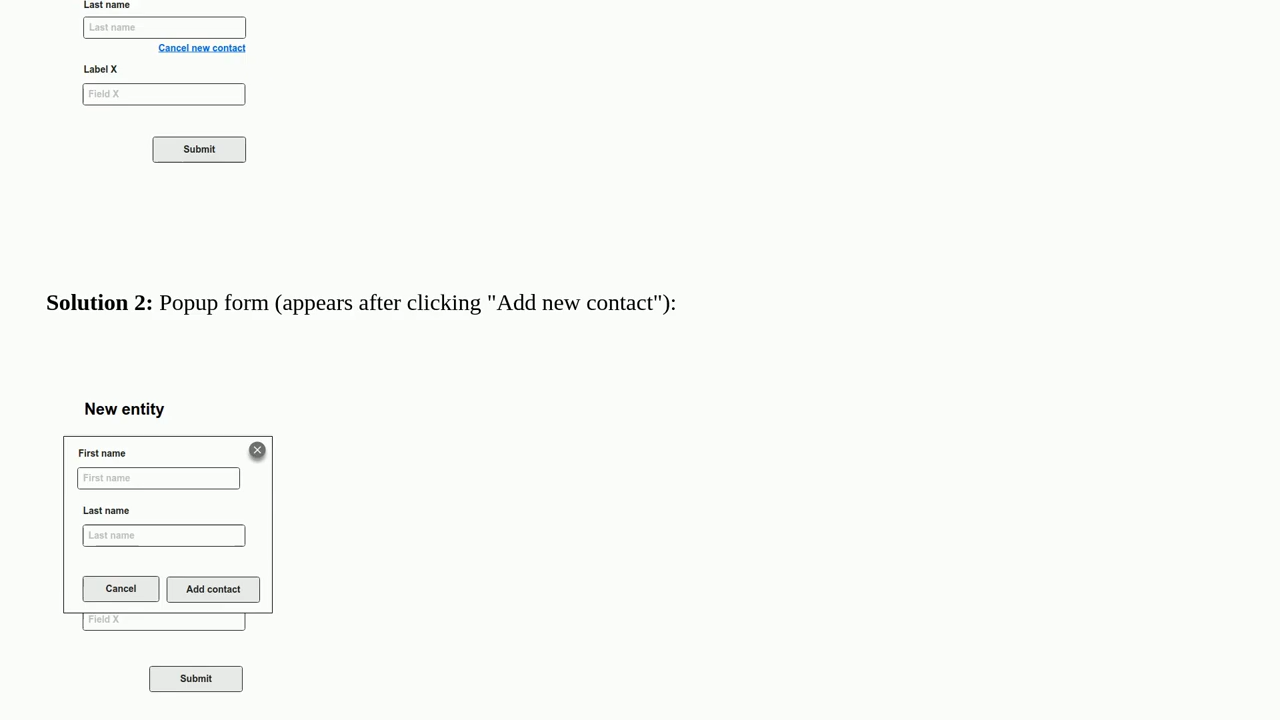 Last name
Last name
Cancel new contact
Label X
Field X
Submit
Solution 2: Popup form (appears after clicking "Add new contact"):
New entity
First name
First name
Last name
Last name
Cancel Add contact
Field X
Submit